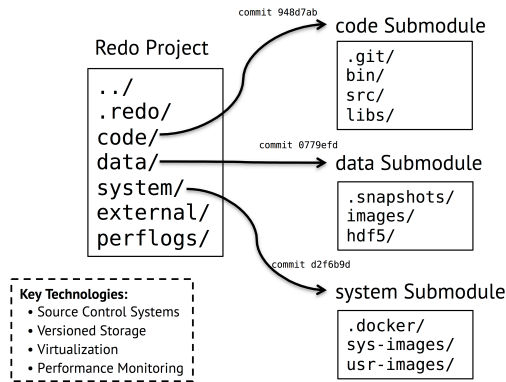 Redo Project
../
.redo/
code/
data/
system/
external/
perflogs/
commit 948d7ab
code Submodule
.git/
bin/
src/
libs/
commit 0779efd
data Submodule
.snapshots/
images/
hdf5/
commit d2f6b9d
system Submodule
.docker/
sys-images/
usr-images/
Key Technologies:
• Source Control Systems
• Versioned Storage
• Virtualization
• Performance Monitoring